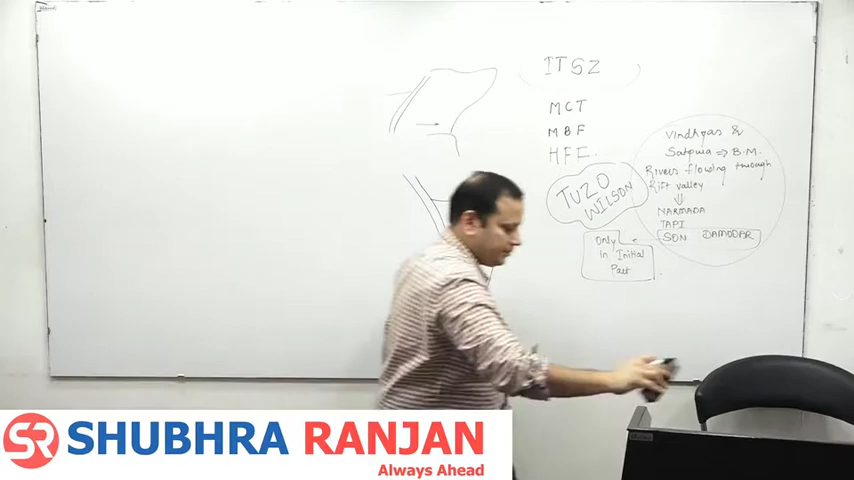 ITSZ
MCT
MBF
HFF
TUZO
WILSON
Vindhyas &
Satpura ⇒ B.M.
Rivers flowing through
Rift valley
⇓
NARMADA
TAPI
SON DAMODAR
Only
in Initial
Part
SR SHUBHRA RANJAN
Always Ahead